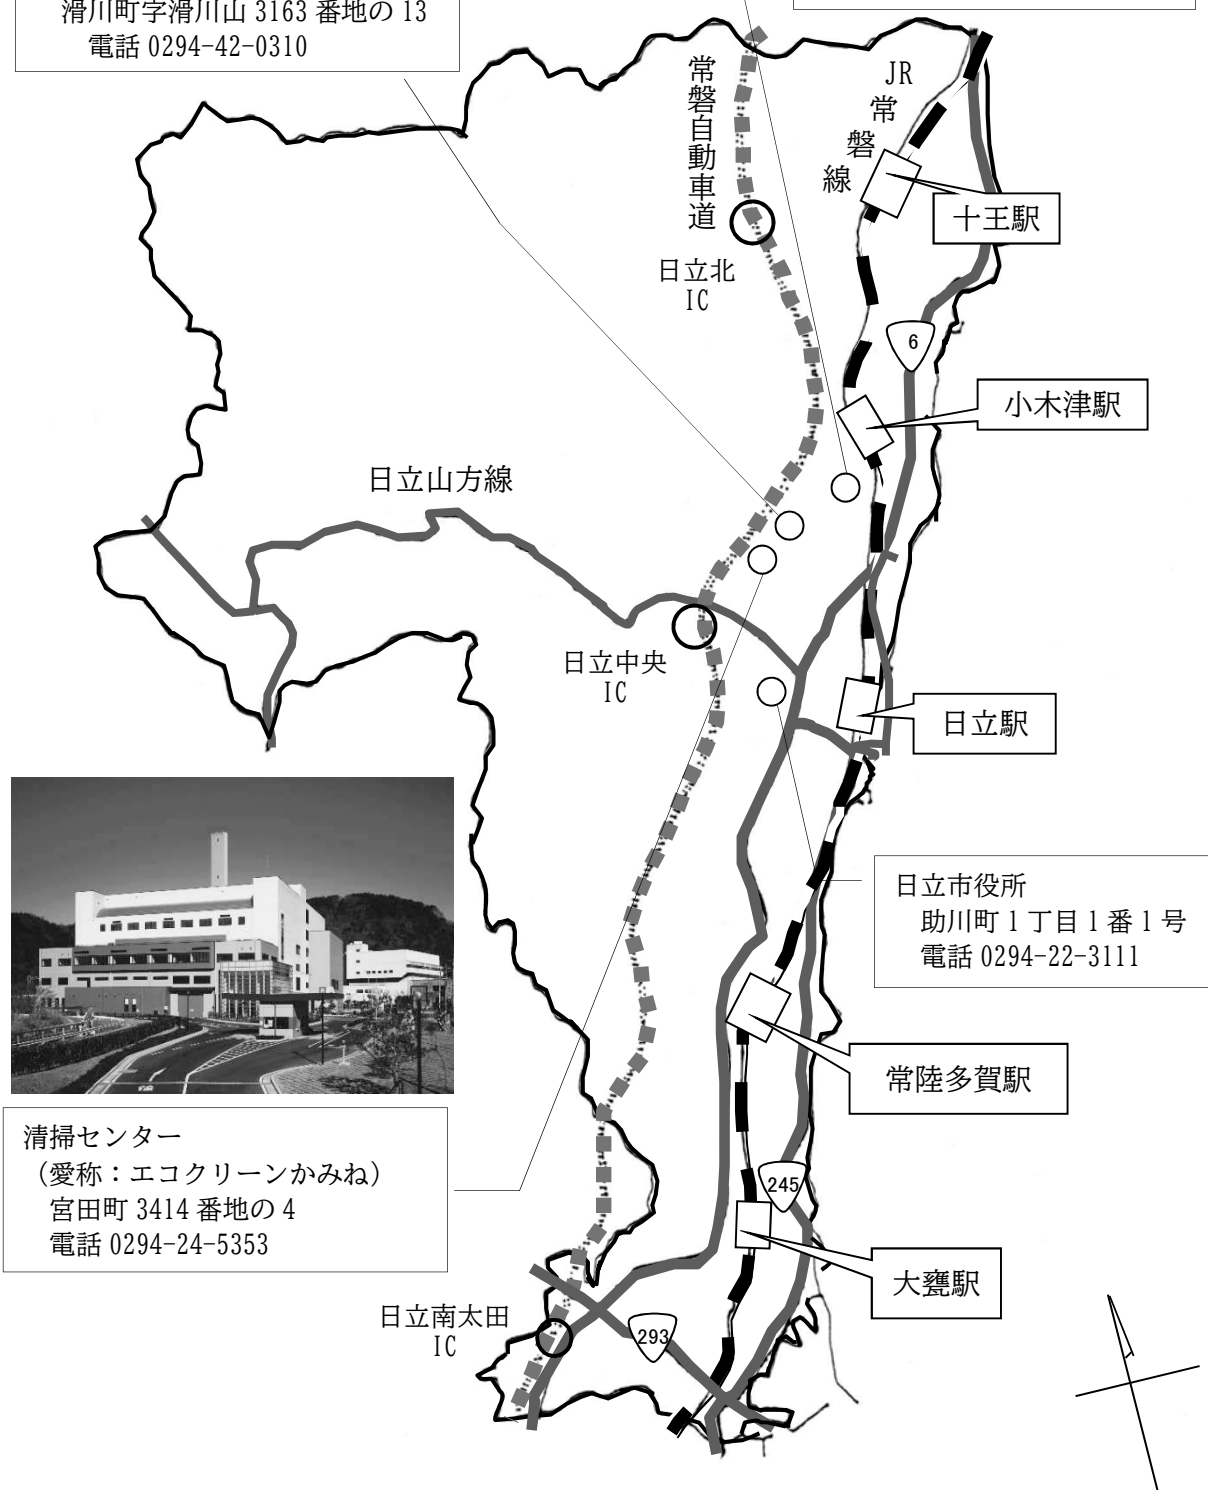 滑川町字滑川山 3163 番地の 13
電話 0294-42-0310
常磐自動車道
JR
常
磐
線
十王駅
日立北
IC
6
小木津駅
日立山方線
日立中央
IC
日立駅
日立市役所
助川町 1 丁目 1 番 1 号
電話 0294-22-3111
常陸多賀駅
清掃センター
（愛称：エコクリーンかみね）
宮田町 3414 番地の 4
電話 0294-24-5353
245
大甕駅
日立南太田
IC
293